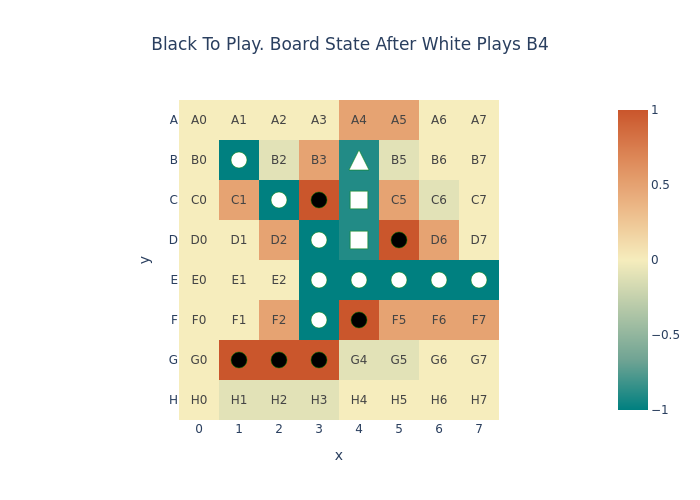 Black To Play. Board State After White Plays B4
A A0 A1 A2 A3 A4 A5 A6 A7
B B0 B2 B3 B5 B6 B7
C C0 C1 C5 C6 C7
D D0 D1 D2 D6 D7
E E0 E1 E2
F F0 F1 F2 F5 F6 F7
G G0 G4 G5 G6 G7
H H0 H1 H2 H3 H4 H5 H6 H7
0 1 2 3 4 5 6 7
x
y
1
0.5
0
−0.5
−1